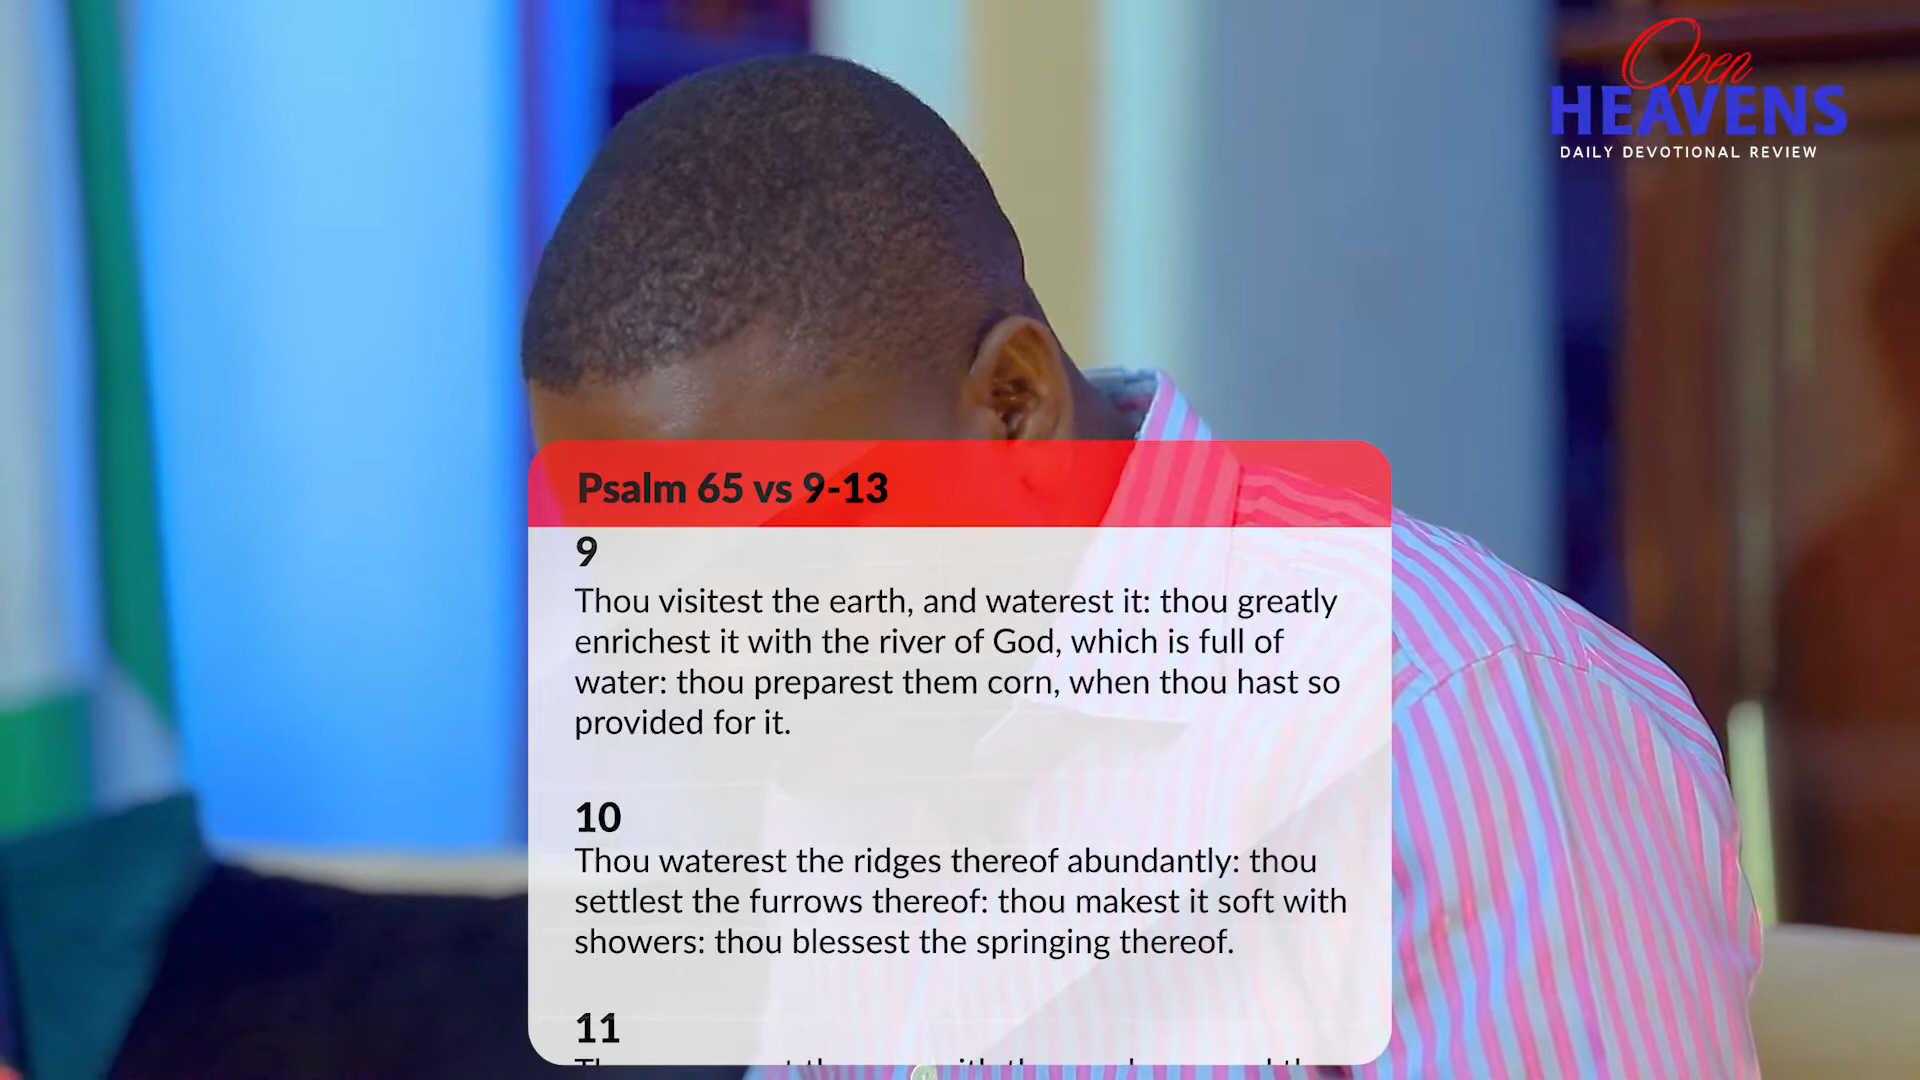 Open
HEAVENS
DAILY DEVOTIONAL REVIEW
Psalm 65 vs 9-13
9
Thou visitest the earth, and waterest it: thou greatly
enrichest it with the river of God, which is full of
water: thou preparest them corn, when thou hast so
provided for it.
10
Thou waterest the ridges thereof abundantly: thou
settlest the furrows thereof: thou makest it soft with
showers: thou blessest the springing thereof.
11